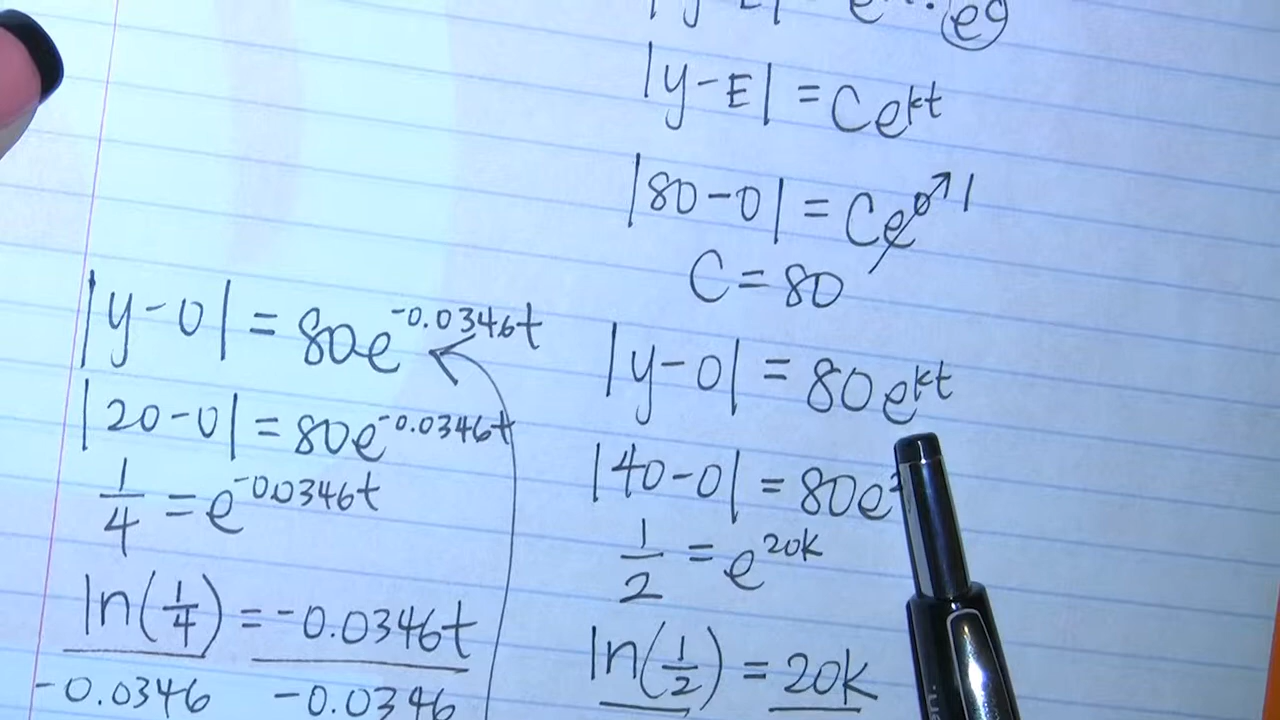 |y-E| = Ce^kt
|80-0| = Ce^0 ↗ 1
C = 80
|y-0| = 80e^kt
|40-0| = 80e
1/2 = e^20k
ln(1/2) = 20k
|y-0| = 80e^-0.0346t
|20-0| = 80e^-0.0346t
1/4 = e^-0.0346t
ln(1/4) = -0.0346t
-0.0346 -0.0346